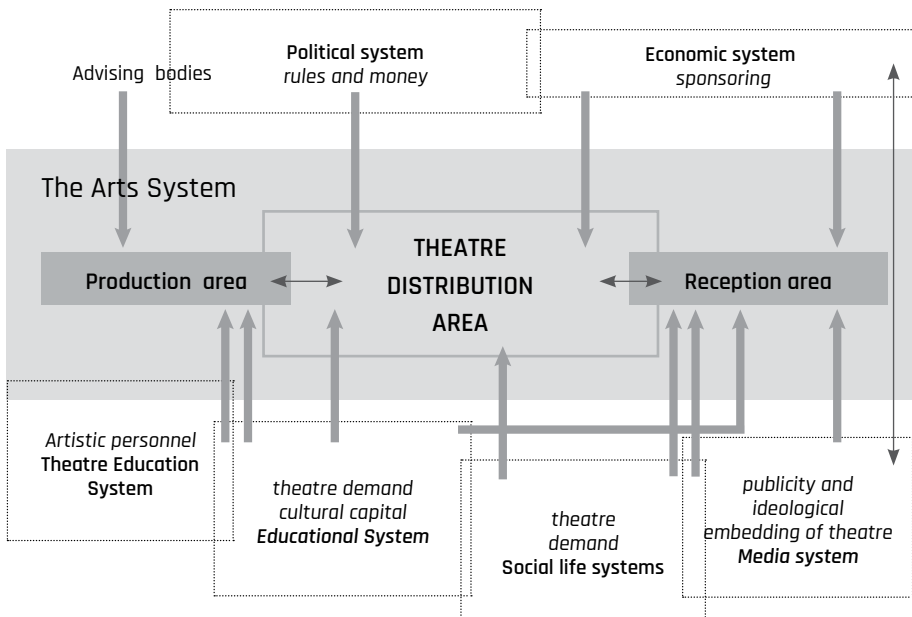 Advising bodies
Political system
rules and money
Economic system
sponsoring
The Arts System
Production area
THEATRE
DISTRIBUTION
AREA
Reception area
Artistic personnel
Theatre Education
System
theatre demand
cultural capital
Educational System
theatre
demand
Social life systems
publicity and
ideological
embedding of theatre
Media system